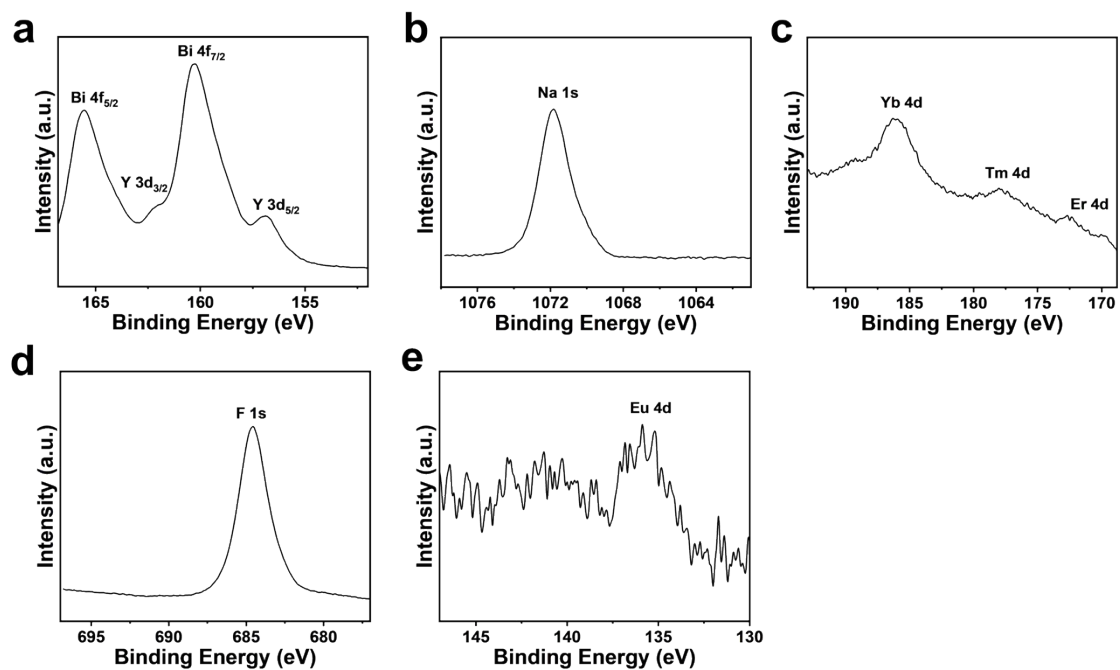 a
Bi 4f7/2
Bi 4f5/2
Y 3d3/2
Y 3d5/2
Intensity (a.u.)
165 160 155
Binding Energy (eV)
b
Na 1s
Intensity (a.u.)
1076 1072 1068 1064
Binding Energy (eV)
c
Yb 4d
Tm 4d
Er 4d
Intensity (a.u.)
190 185 180 175 170
Binding Energy (eV)
d
F 1s
Intensity (a.u.)
695 690 685 680
Binding Energy (eV)
e
Eu 4d
Intensity (a.u.)
145 140 135 130
Binding Energy (eV)